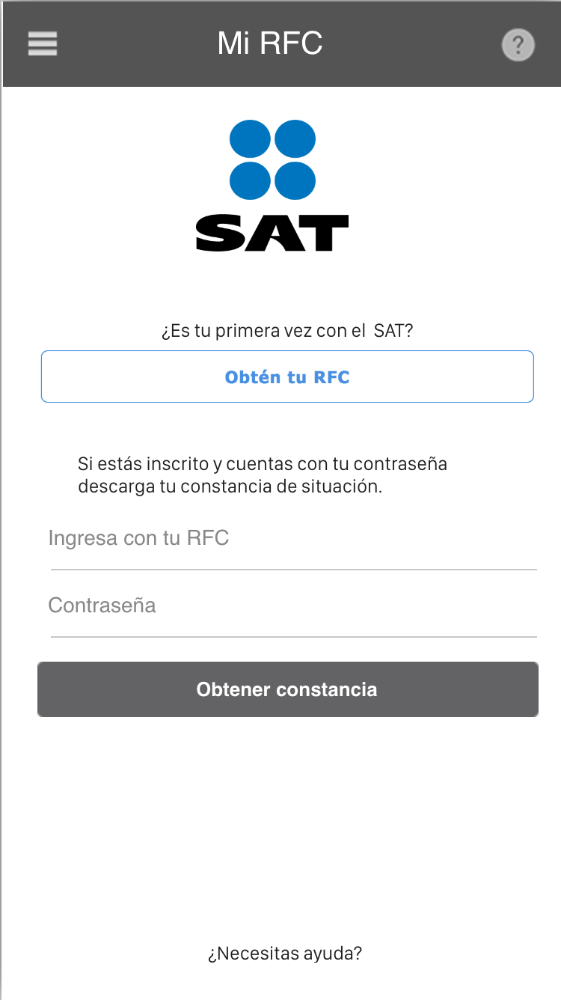 Mi RFC
?
SAT
¿Es tu primera vez con el SAT?
Obtén tu RFC
Si estás inscrito y cuentas con tu contraseña
descarga tu constancia de situación.
Ingresa con tu RFC
Contraseña
Obtener constancia
¿Necesitas ayuda?